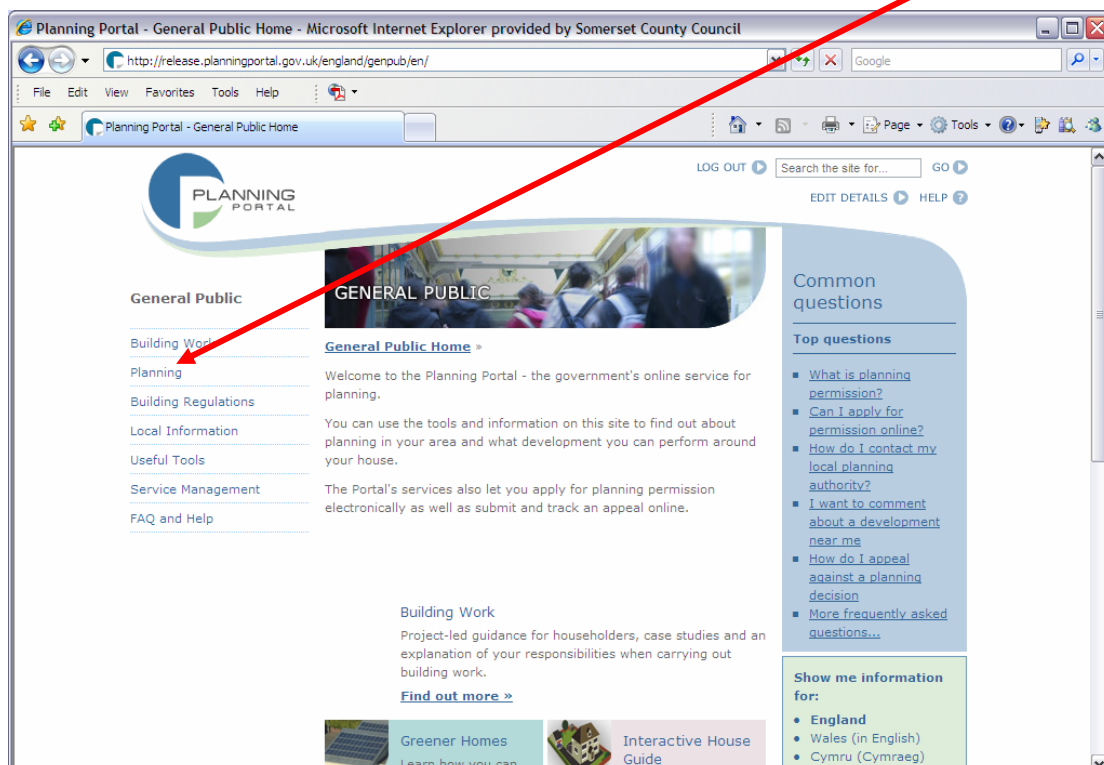 Planning Portal - General Public Home - Microsoft Internet Explorer provided by Somerset County Council
http://release.planningportal.gov.uk/england/genpub/en/
Google
File Edit View Favorites Tools Help
Planning Portal - General Public Home
Page Tools
LOG OUT Search the site for... GO
EDIT DETAILS HELP
PLANNING
PORTAL
General Public
Building Work
Planning
Building Regulations
Local Information
Useful Tools
Service Management
FAQ and Help
GENERAL PUBLIC
General Public Home »
Welcome to the Planning Portal - the government's online service for
planning.
You can use the tools and information on this site to find out about
planning in your area and what development you can perform around
your house.
The Portal's services also let you apply for planning permission
electronically as well as submit and track an appeal online.
Building Work
Project-led guidance for householders, case studies and an
explanation of your responsibilities when carrying out
building work.
Find out more »
Greener Homes
Learn how you can
Interactive House
Guide
Common
questions
Top questions
What is planning
permission?
Can I apply for
permission online?
How do I contact my
local planning
authority?
I want to comment
about a development
near me
How do I appeal
against a planning
decision
More frequently asked
questions...
Show me information
for:
England
Wales (in English)
Cymru (Cymraeg)